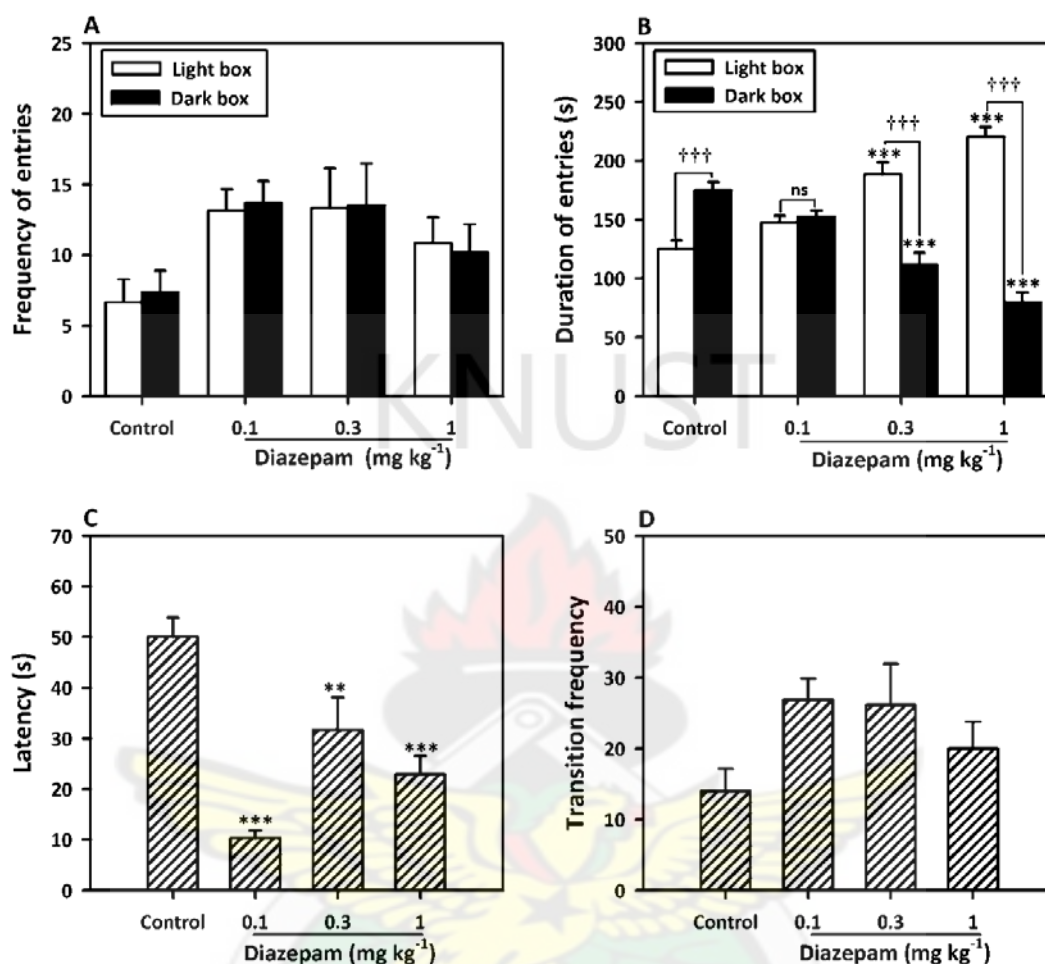 A
25
20
15
10
5
0
Frequency of entries
Light box
Dark box
Control
0.1
0.3
1
Diazepam (mg kg⁻¹)
B
300
250
200
150
100
50
0
Duration of entries (s)
Light box
Dark box
†††
ns
†††
***
***
†††
***
***
Control
0.1
0.3
1
Diazepam (mg kg⁻¹)
KNUST
C
70
60
50
40
30
20
10
0
Latency (s)
***
**
***
Control
0.1
0.3
1
Diazepam (mg kg⁻¹)
D
50
40
30
20
10
0
Transition frequency
Control
0.1
0.3
1
Diazepam (mg kg⁻¹)